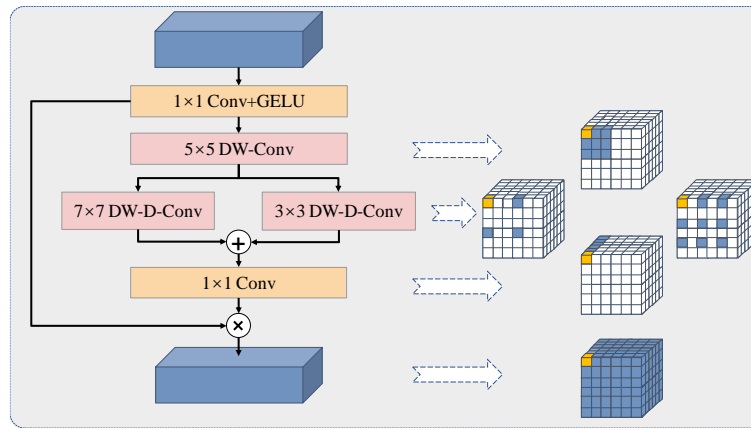 1×1 Conv+GELU
5×5 DW-Conv
7×7 DW-D-Conv
3×3 DW-D-Conv
+
1×1 Conv
×